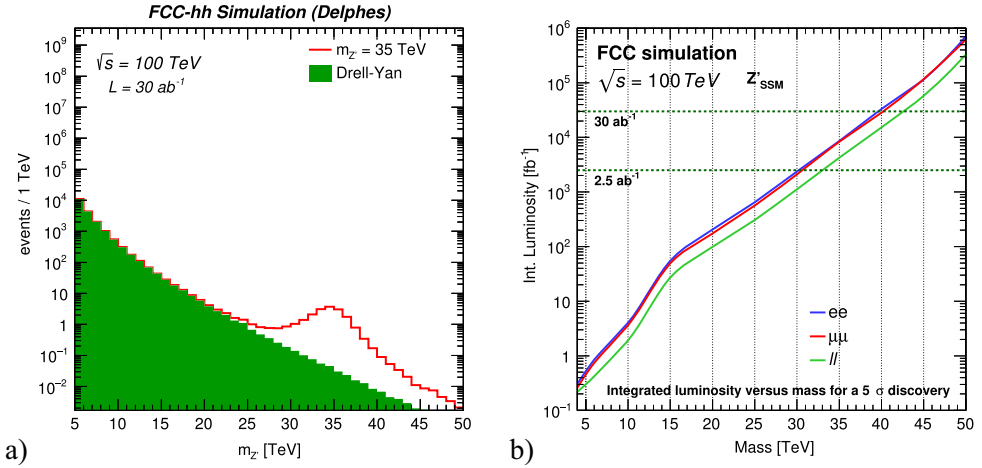 FCC-hh Simulation (Delphes)
√s = 100 TeV
L = 30 ab⁻¹
m_Z' = 35 TeV
Drell-Yan
events / 1 TeV
10⁹
10⁸
10⁷
10⁶
10⁵
10⁴
10³
10²
10
1
10⁻¹
10⁻²
5 10 15 20 25 30 35 40 45 50
m_Z' [TeV]
a)
FCC simulation
√s = 100 TeV Z'SSM
30 ab⁻¹
2.5 ab⁻¹
Int. Luminosity [fb⁻¹]
10⁶
10⁵
10⁴
10³
10²
10
1
10⁻¹
ee
μμ
ll
Integrated luminosity versus mass for a 5 σ discovery
5 10 15 20 25 30 35 40 45 50
Mass [TeV]
b)